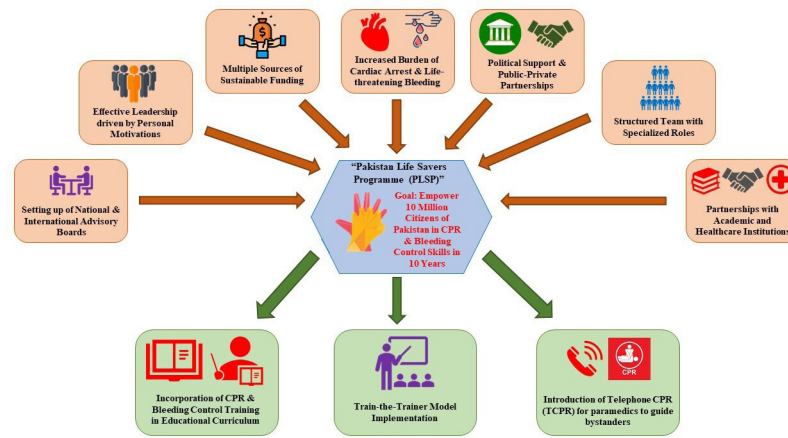 Multiple Sources of
Sustainable Funding
Increased Burden of
Cardiac Arrest & Life-
threatening Bleeding
Political Support &
Public-Private
Partnerships
Effective Leadership
driven by Personal
Motivations
Structured Team with
Specialized Roles
Setting up of National &
International Advisory
Boards
“Pakistan Life Savers
Programme (PLSP)”
Goal: Empower
10 Million
Citizens of
Pakistan in CPR
& Bleeding
Control Skills in
10 Years
Partnerships with
Academic and
Healthcare Institutions
Incorporation of CPR &
Bleeding Control Training
in Educational Curriculum
Train-the-Trainer Model
Implementation
CPR
Introduction of Telephone CPR
(TCPR) for paramedics to guide
bystanders